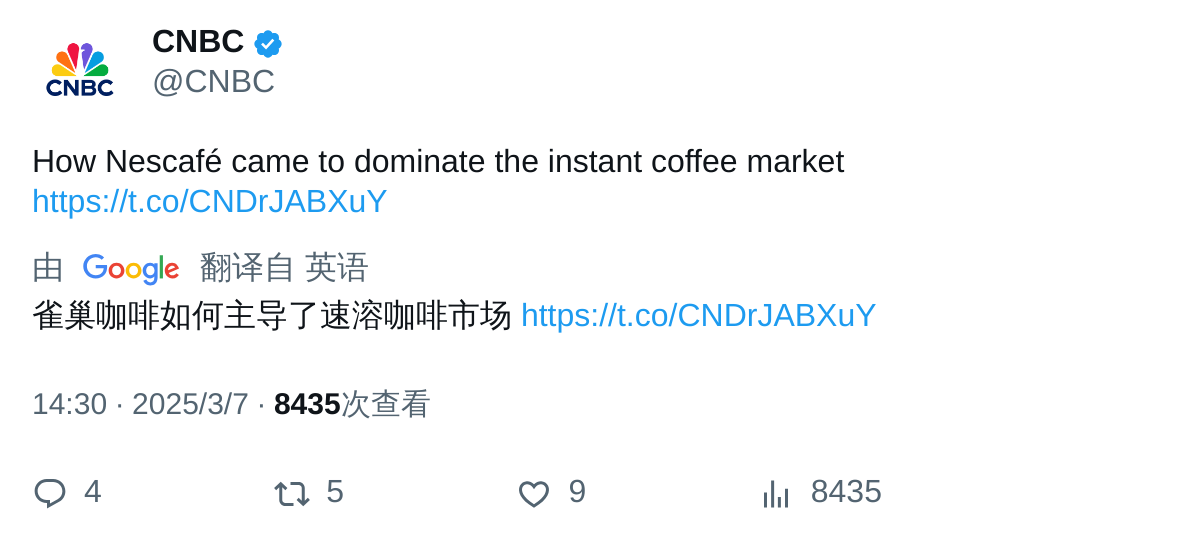 CNBC
CNBC
@CNBC
How Nescafé came to dominate the instant coffee market
https://t.co/CNDrJABXuY
由 Google 翻译自 英语
雀巢咖啡如何主导了速溶咖啡市场 https://t.co/CNDrJABXuY
14:30 · 2025/3/7 · 8435次查看
4 5 9 8435